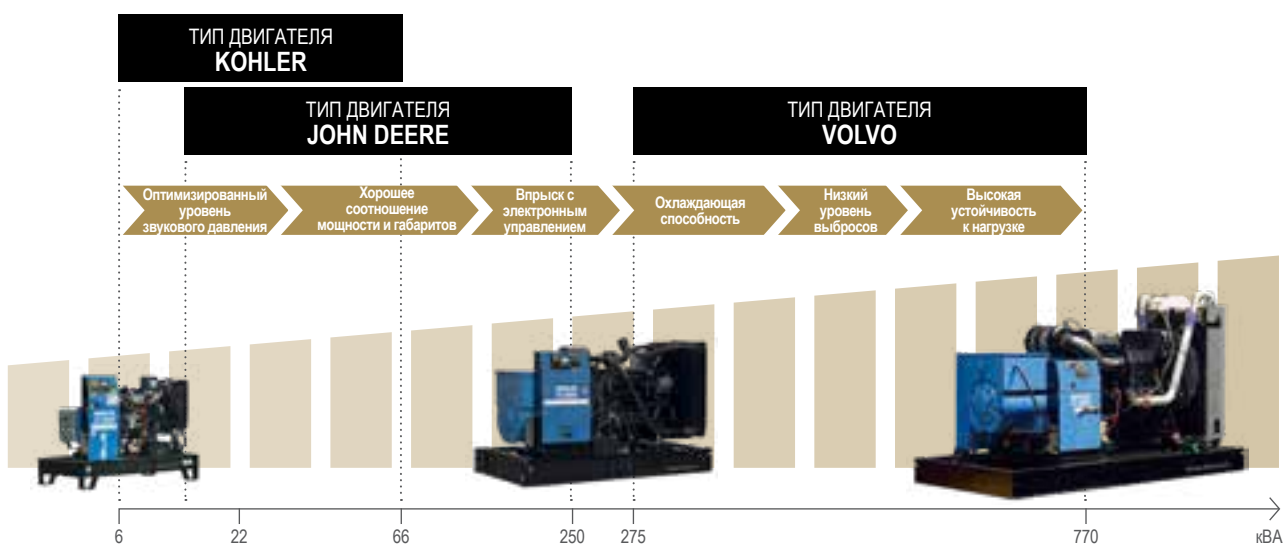 ТИП ДВИГАТЕЛЯ
KOHLER
ТИП ДВИГАТЕЛЯ
JOHN DEERE
ТИП ДВИГАТЕЛЯ
VOLVO
Оптимизированный
уровень
звукового давления
Хорошее
соотношение
мощности и габаритов
Впрыск с
электронным
управлением
Охлаждающая
способность
Низкий
уровень
выбросов
Высокая
устойчивость
к нагрузке
6
22
66
250
275
770
кВА